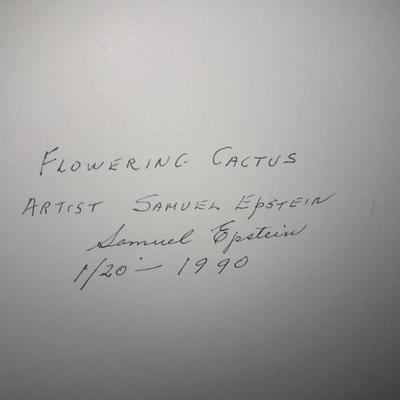 FLOWERING CACTUS
ARTIST SAMUEL EPSTEIN
Samuel Epstein
1/20 - 1990